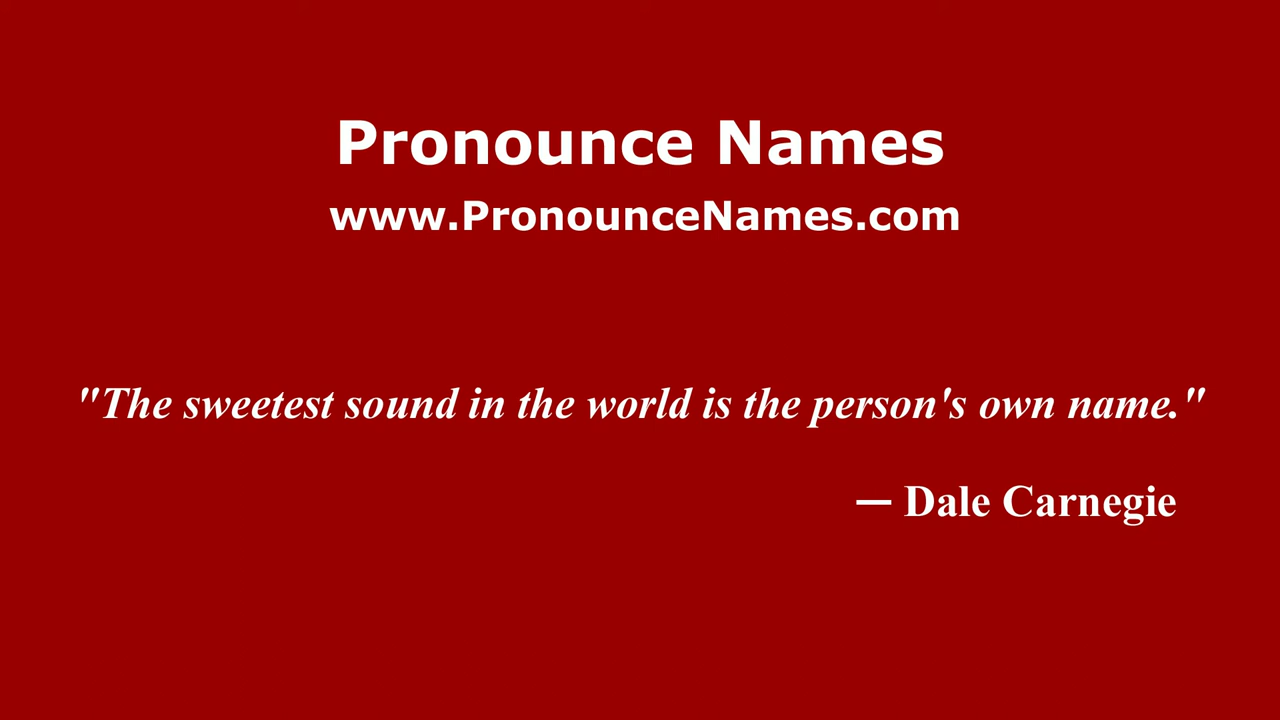 Pronounce Names
www.PronounceNames.com
"The sweetest sound in the world is the person's own name."
— Dale Carnegie